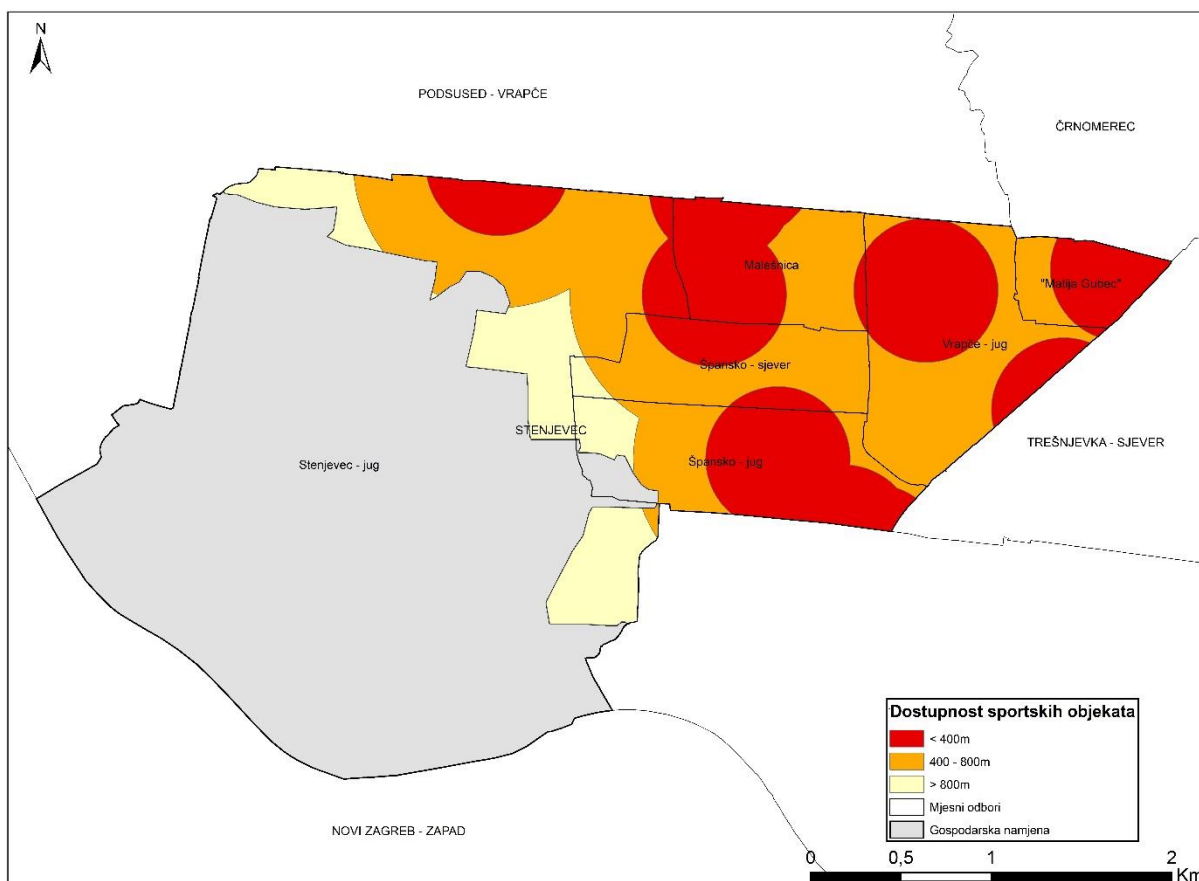 N
PODSUSED - VRAPČE
ČRNOMEREC
Malešnica
"Matija Gubec"
Vrapče - jug
Špansko - sjever
STENJEVEC
TREŠNJEVKA - SJEVER
Stenjevec - jug
Špansko - jug
Dostupnost sportskih objekata
< 400m
400 - 800m
> 800m
Mjesni odbori
Gospodarska namjena
NOVI ZAGREB - ZAPAD
0 0,5 1 2
Km